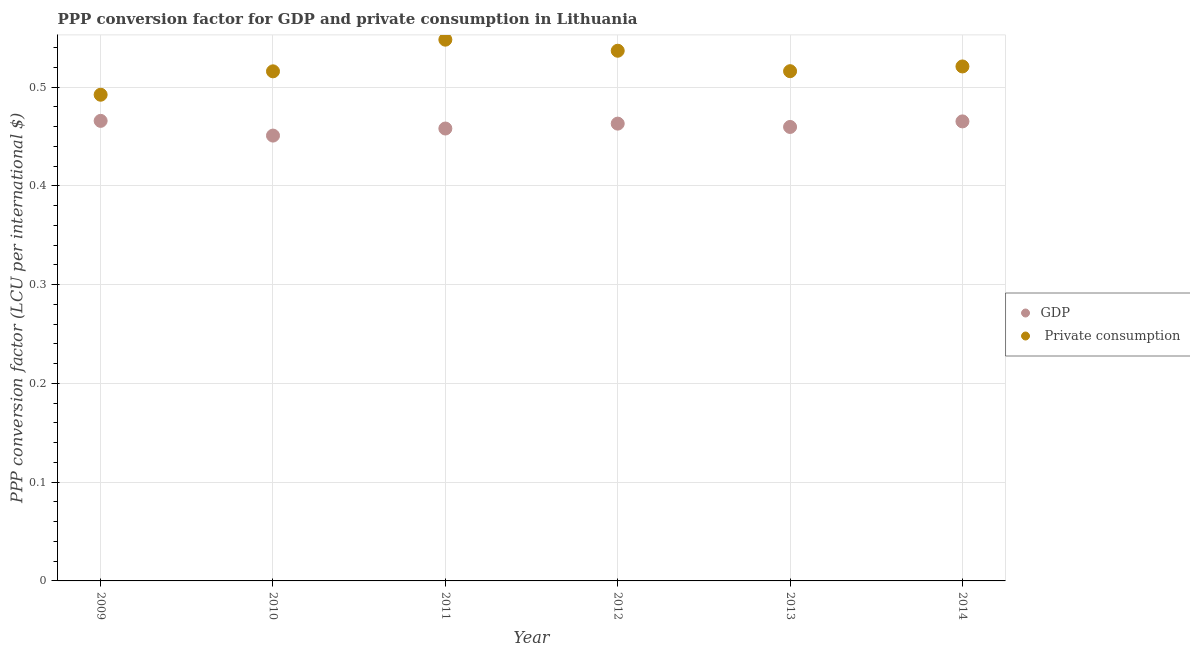 PPP conversion factor for GDP and private consumption in Lithuania
PPP conversion factor (LCU per international $)
0.5
0.4
0.3
0.2
0.1
0
2009
2010
2011
2012
2013
2014
Year
GDP
Private consumption